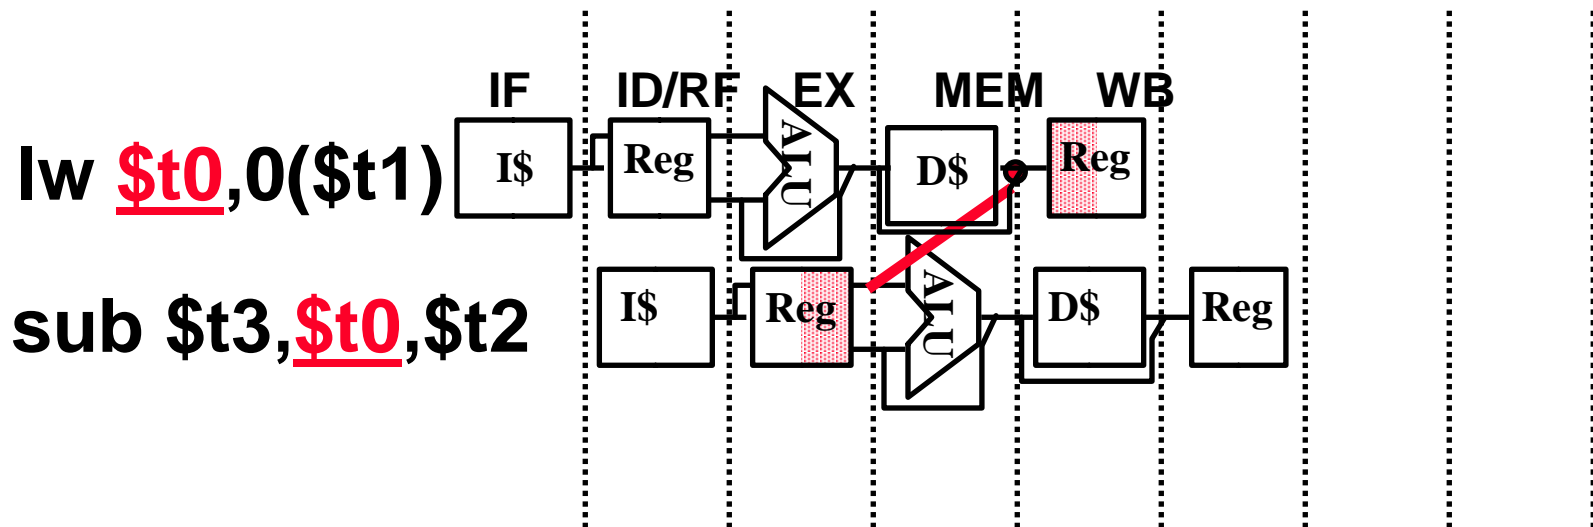 IF ID/RF EX MEM WB
lw $t0,0($t1) I$ Reg ALU D$ Reg
sub $t3,$t0,$t2 I$ Reg ALU D$ Reg